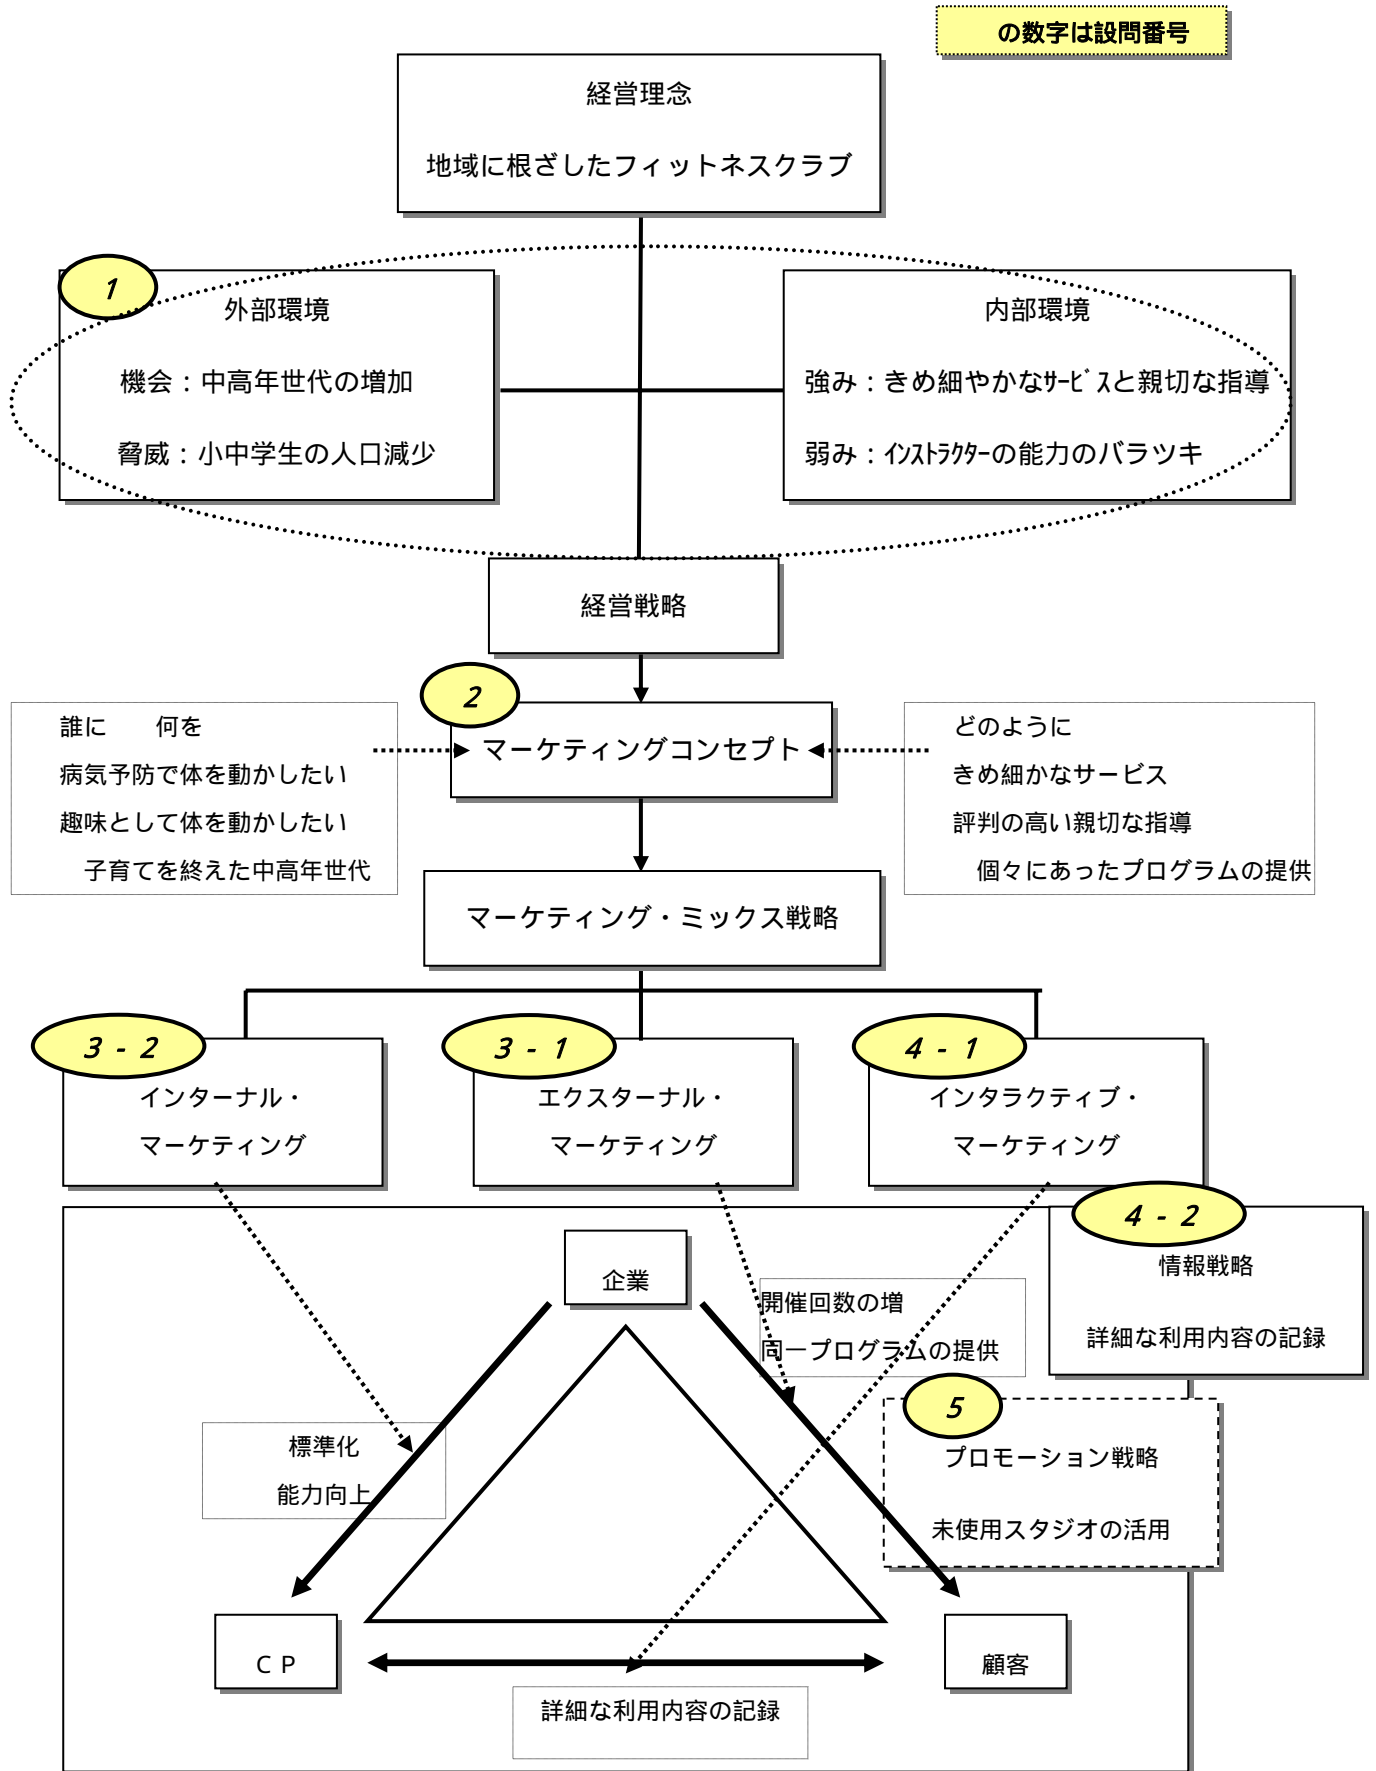 の数字は設問番号
経営理念
地域に根ざしたフィットネスクラブ
1
外部環境
機会：中高年世代の増加
脅威：小中学生の人口減少
内部環境
強み：きめ細やかなｻｰﾋﾞｽと親切な指導
弱み：ｲﾝｽﾄﾗｸﾀｰの能力のバラツキ
経営戦略
2
マーケティングコンセプト
誰に　　何を
病気予防で体を動かしたい
趣味として体を動かしたい
子育てを終えた中高年世代
どのように
きめ細かなサービス
評判の高い親切な指導
個々にあったプログラムの提供
マーケティング・ミックス戦略
3 - 2
インターナル・
マーケティング
3 - 1
エクスターナル・
マーケティング
4 - 1
インタラクティブ・
マーケティング
4 - 2
情報戦略
詳細な利用内容の記録
企業
開催回数の増
同一プログラムの提供
5
プロモーション戦略
未使用スタジオの活用
標準化
能力向上
ＣＰ
顧客
詳細な利用内容の記録